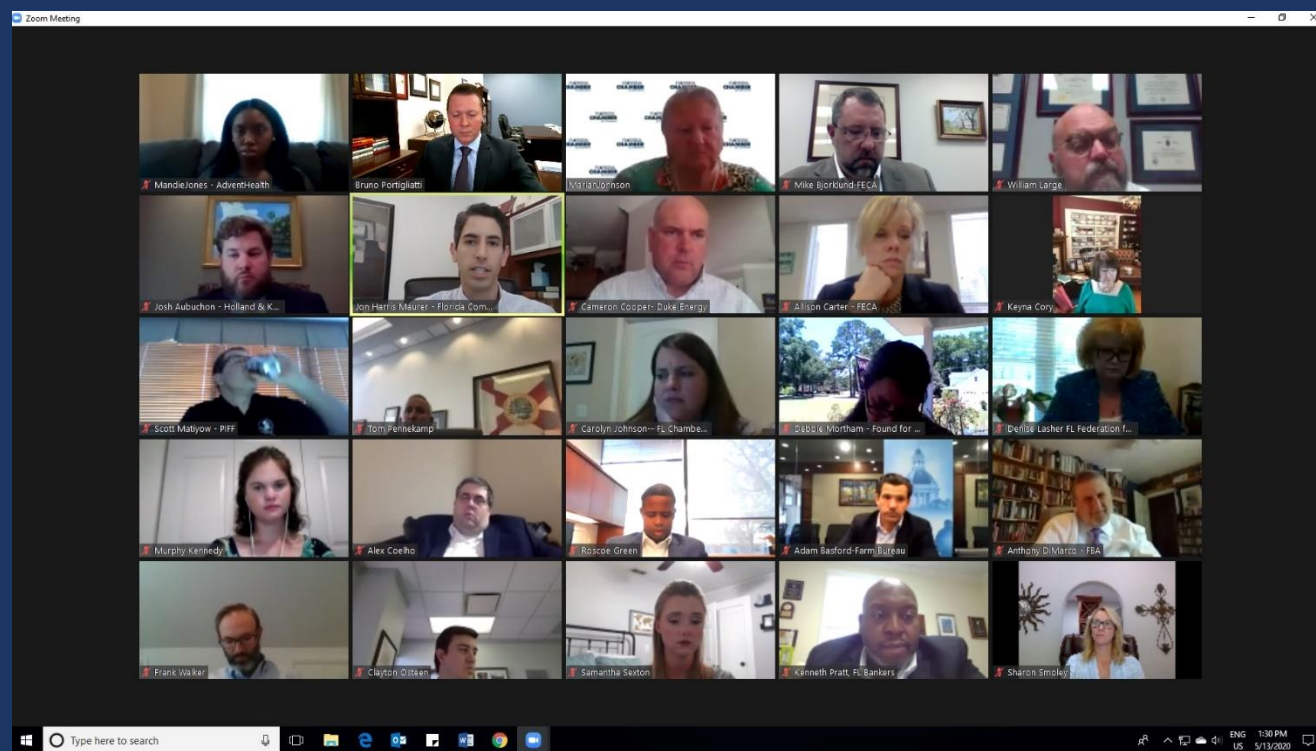 Zoom Meeting
MandieJones - AdventHealth
Bruno Portigliatti
MarianJohnson
Mike Bjorklund-FECA
William Large
Josh Aubuchon - Holland & K...
Jon Harris Maurer - Florida Com...
Cameron Cooper- Duke Energy
Allison Carter - FECA
Keyna Cory
Scott Matiyow - PIFF
Tom Pennekamp
Carolyn Johnson-- FL Chambe...
Debbie Mortham - Found for ...
Denise Lasher FL Federation f...
Murphy Kennedy
Alex Coelho
Roscoe Green
Adam Basford-Farm Bureau
Anthony DiMarco - FBA
Frank Walker
Clayton Osteen
Samantha Sexton
Kenneth Pratt, FL Bankers
Sharon Smoley
Type here to search
ENG
US
1:30 PM
5/13/2020